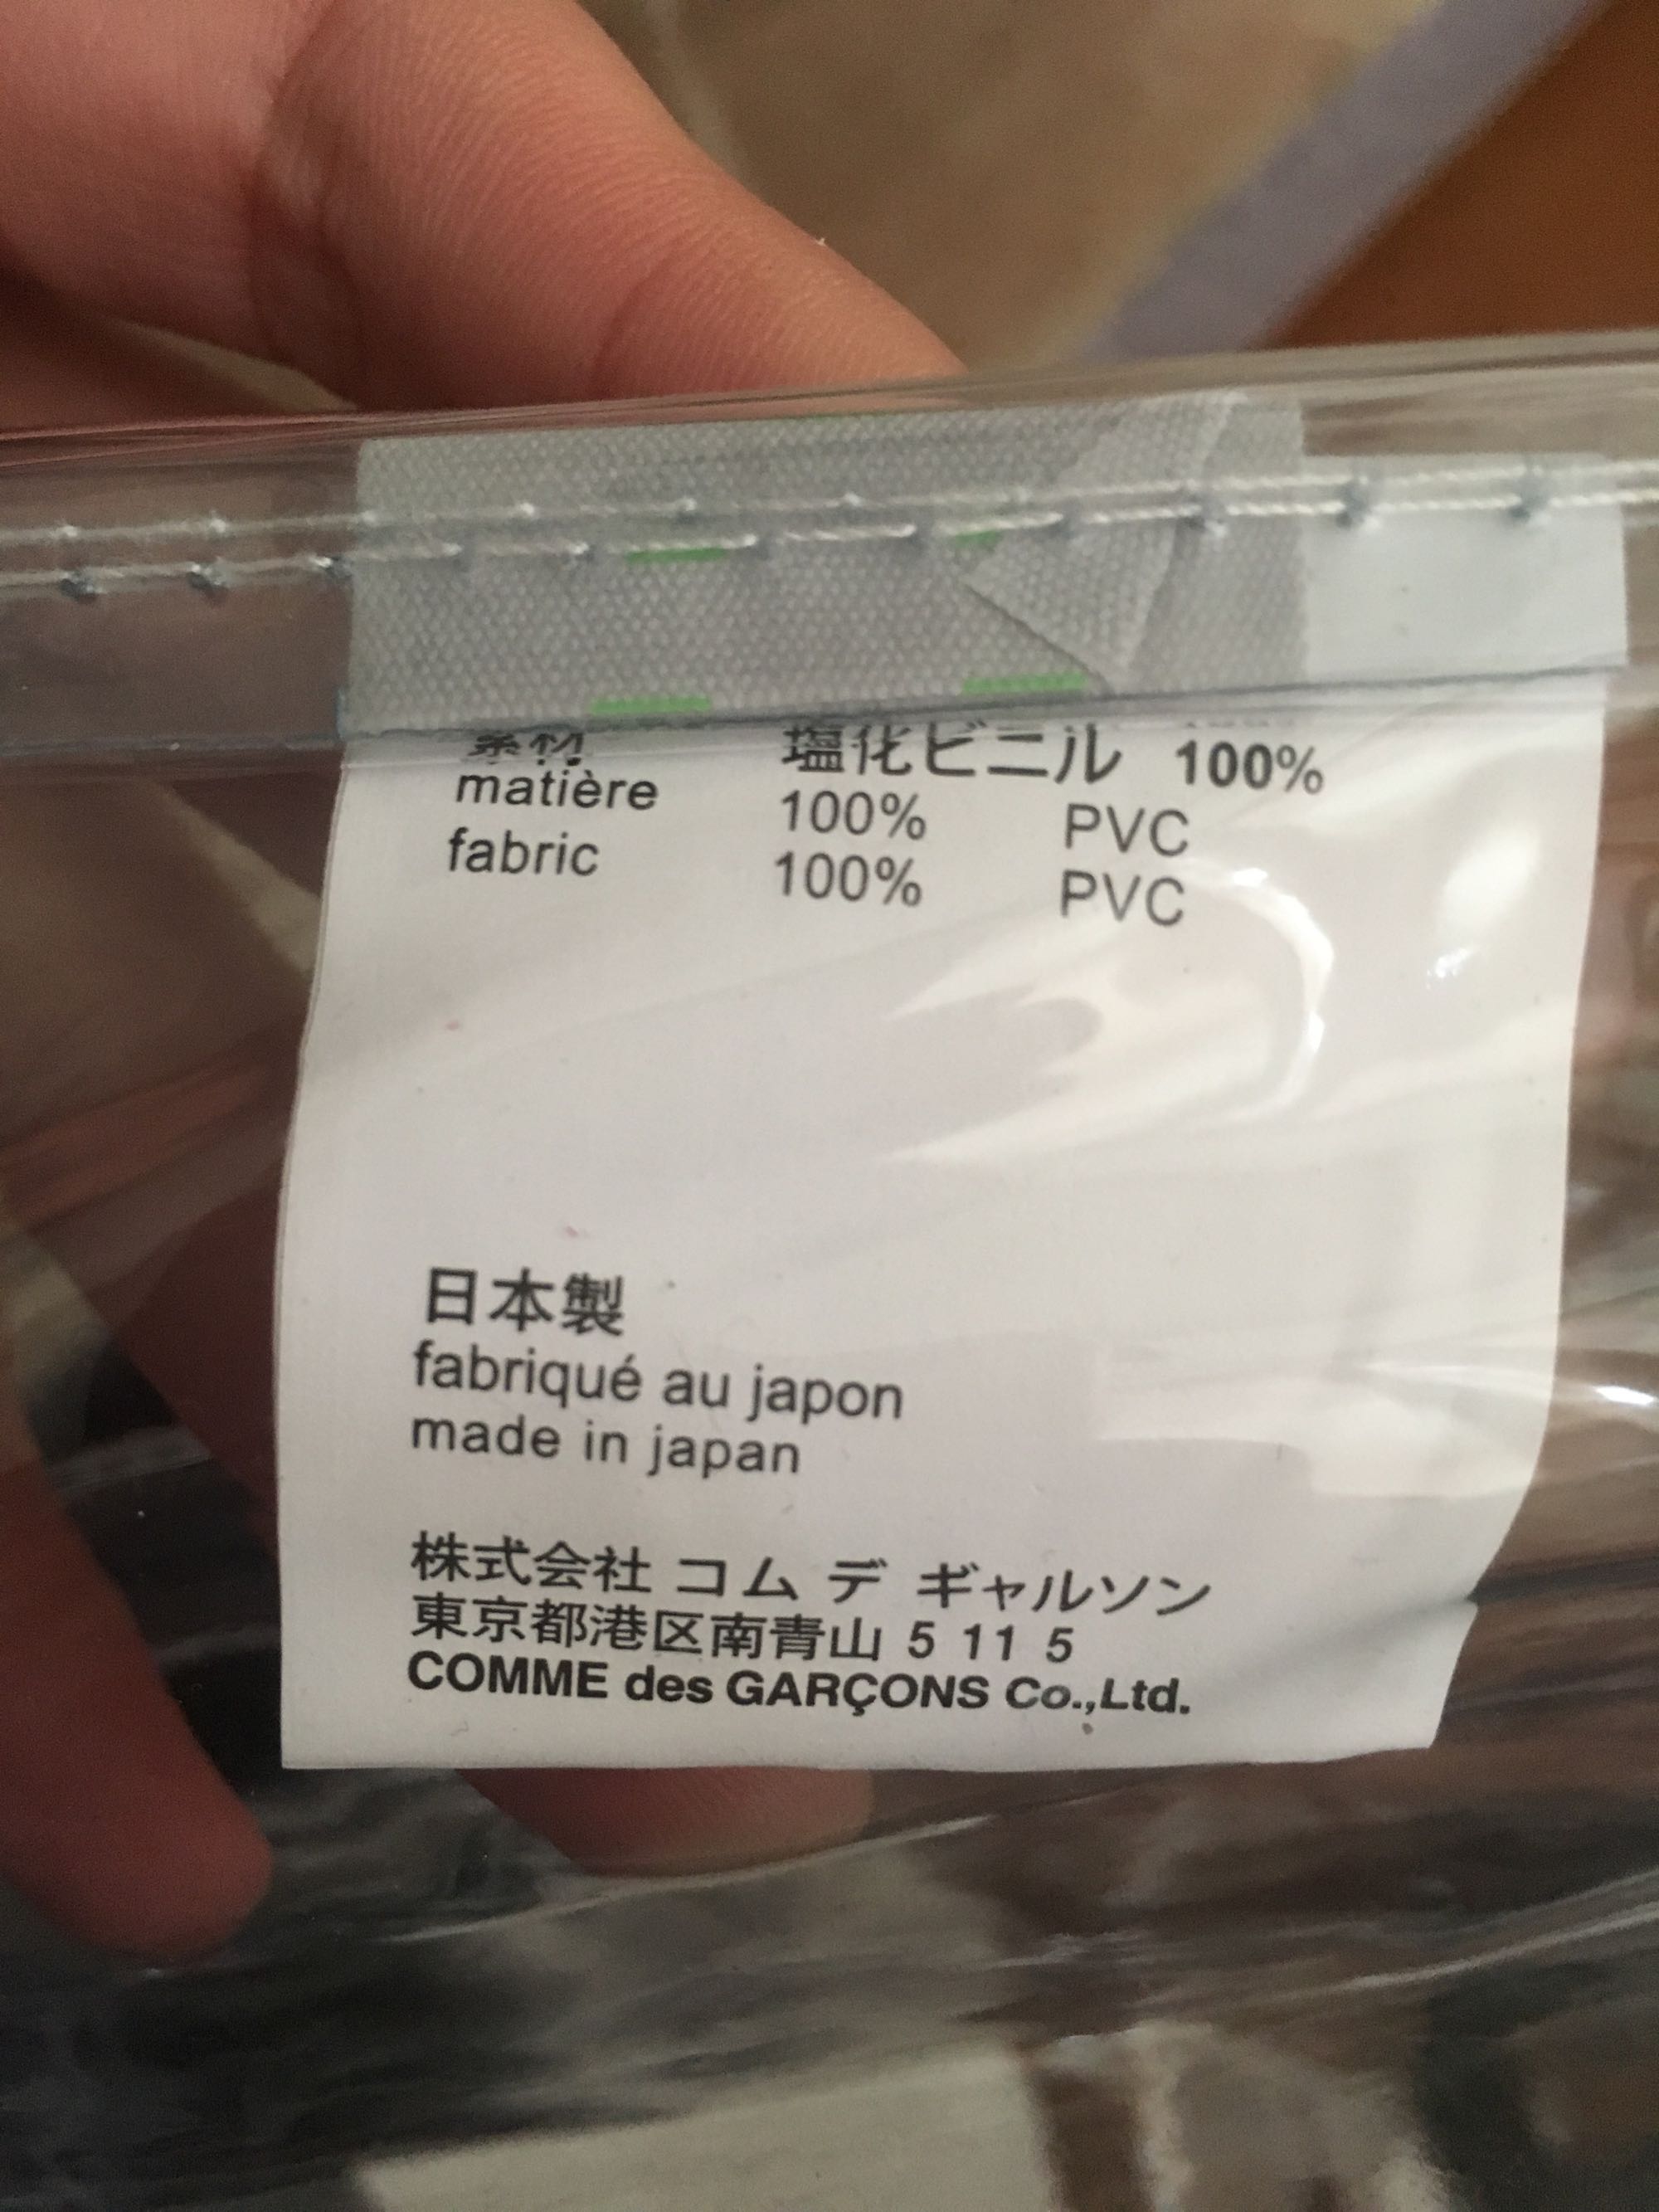 素材 塩化ビニル 100%
matière 100% PVC
fabric 100% PVC
日本製
fabriqué au japon
made in japan
株式会社 コム デ ギャルソン
東京都港区南青山 5 11 5
COMME des GARÇONS Co.,Ltd.